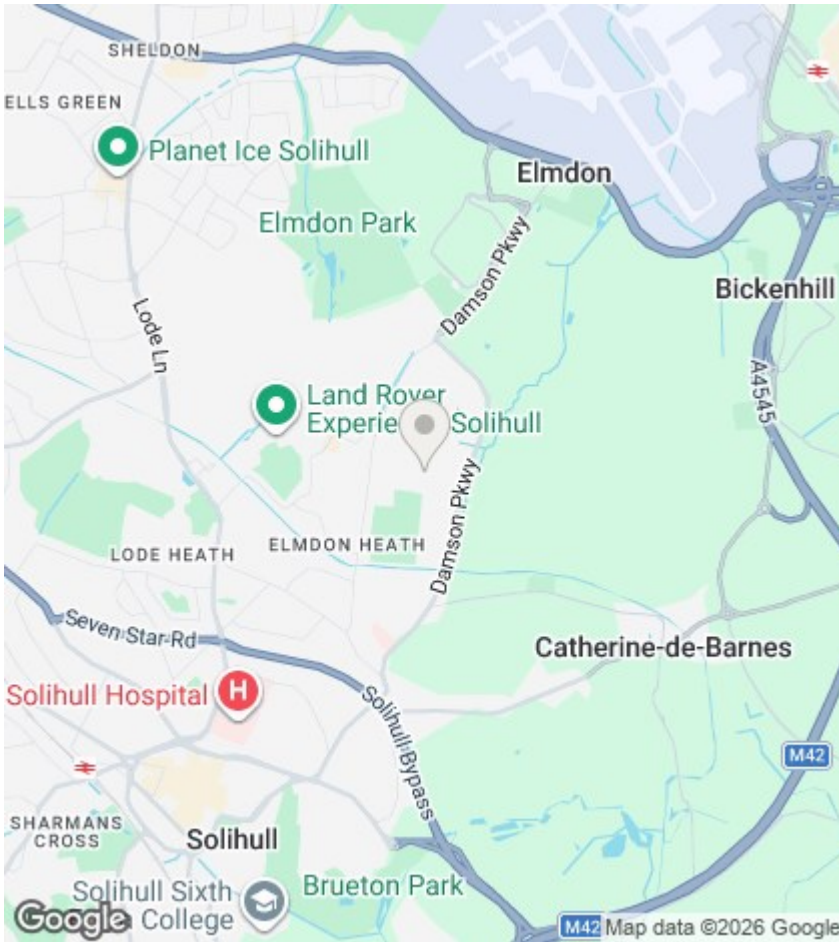 SHELDON
ELLS GREEN
Planet Ice Solihull
Elmdon
Elmdon Park
Damson Pkwy
Bickenhill
Lode Ln
A4545
Land Rover
Solihull
Damson Pkwy
LODE HEATH
ELMDON HEATH
Seven Star Rd
Catherine-de-Barnes
Solihull Hospital
H
Solihull Bypass
M42
SHARMANS
CROSS
Solihull
Brueton Park
Solihull Sixth
College
Google
M42
Map data ©2026 Google